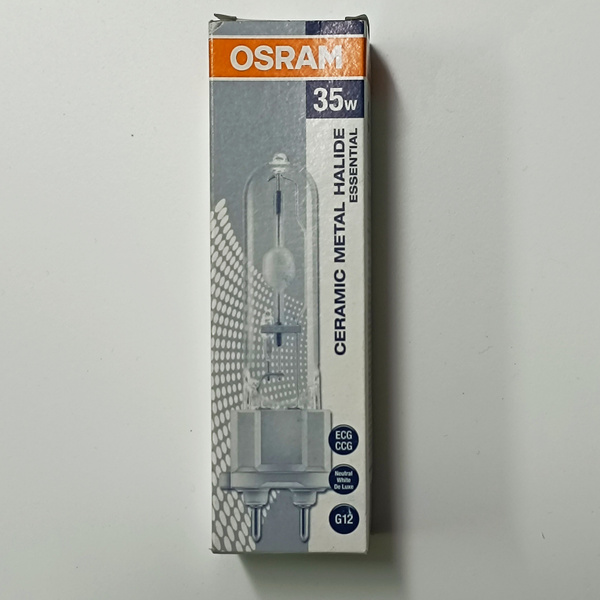 OSRAM
35W
CERAMIC METAL HALIDE
ESSENTIAL
ECG
CCG
Neutral
White
De Luxe
G12